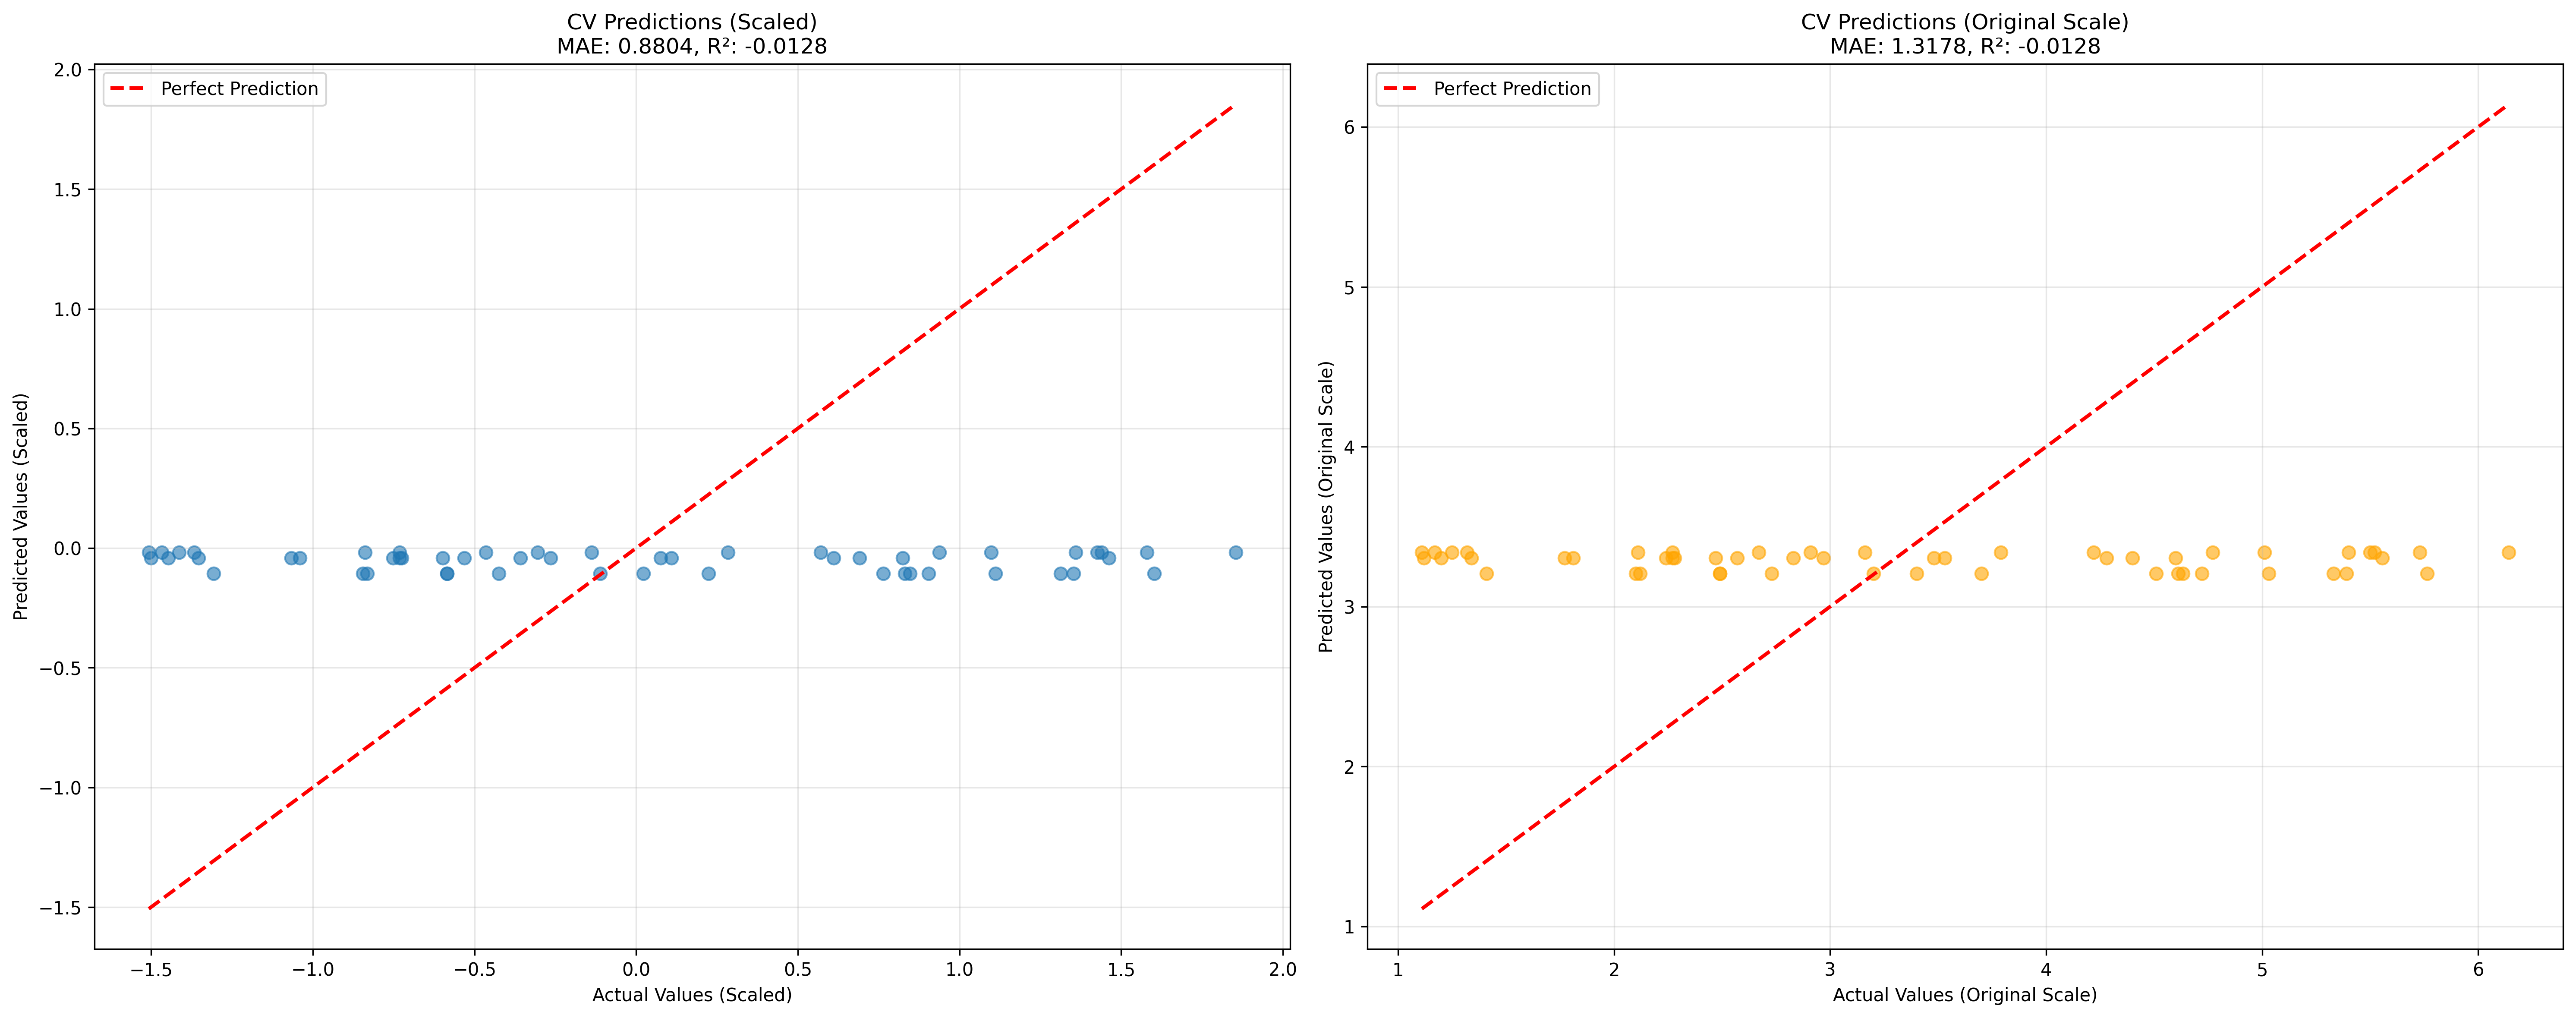 CV Predictions (Scaled)
MAE: 0.8804, R²: -0.0128
Perfect Prediction
2.0
1.5
1.0
0.5
0.0
−0.5
−1.0
−1.5
Predicted Values (Scaled)
−1.5 −1.0 −0.5 0.0 0.5 1.0 1.5 2.0
Actual Values (Scaled)
CV Predictions (Original Scale)
MAE: 1.3178, R²: -0.0128
Perfect Prediction
6
5
4
3
2
1
Predicted Values (Original Scale)
1 2 3 4 5 6
Actual Values (Original Scale)